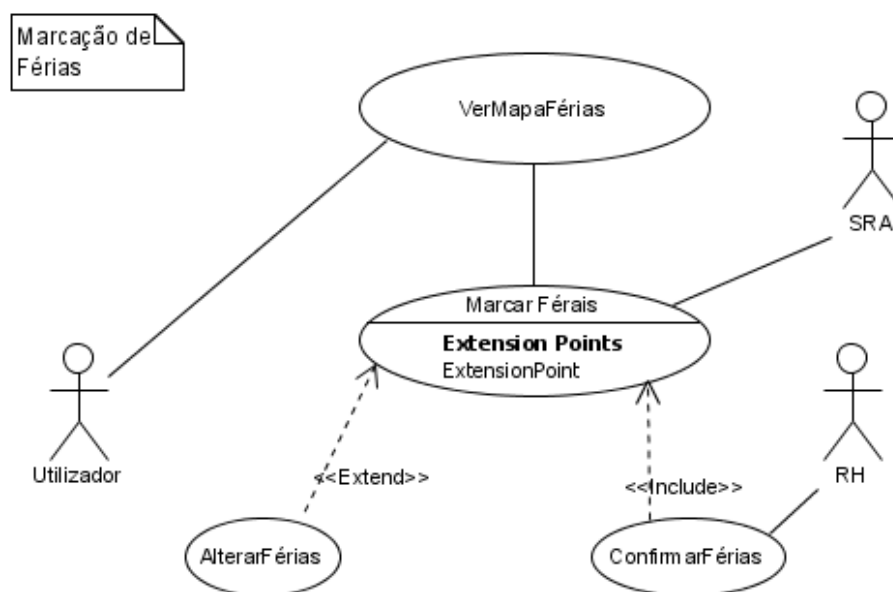 Marcação de
Férias
VerMapaFérias
SRA
Marcar Férais
Extension Points
ExtensionPoint
Utilizador
<<Extend>>
<<Include>>
RH
AlterarFérias
ConfirmarFérias